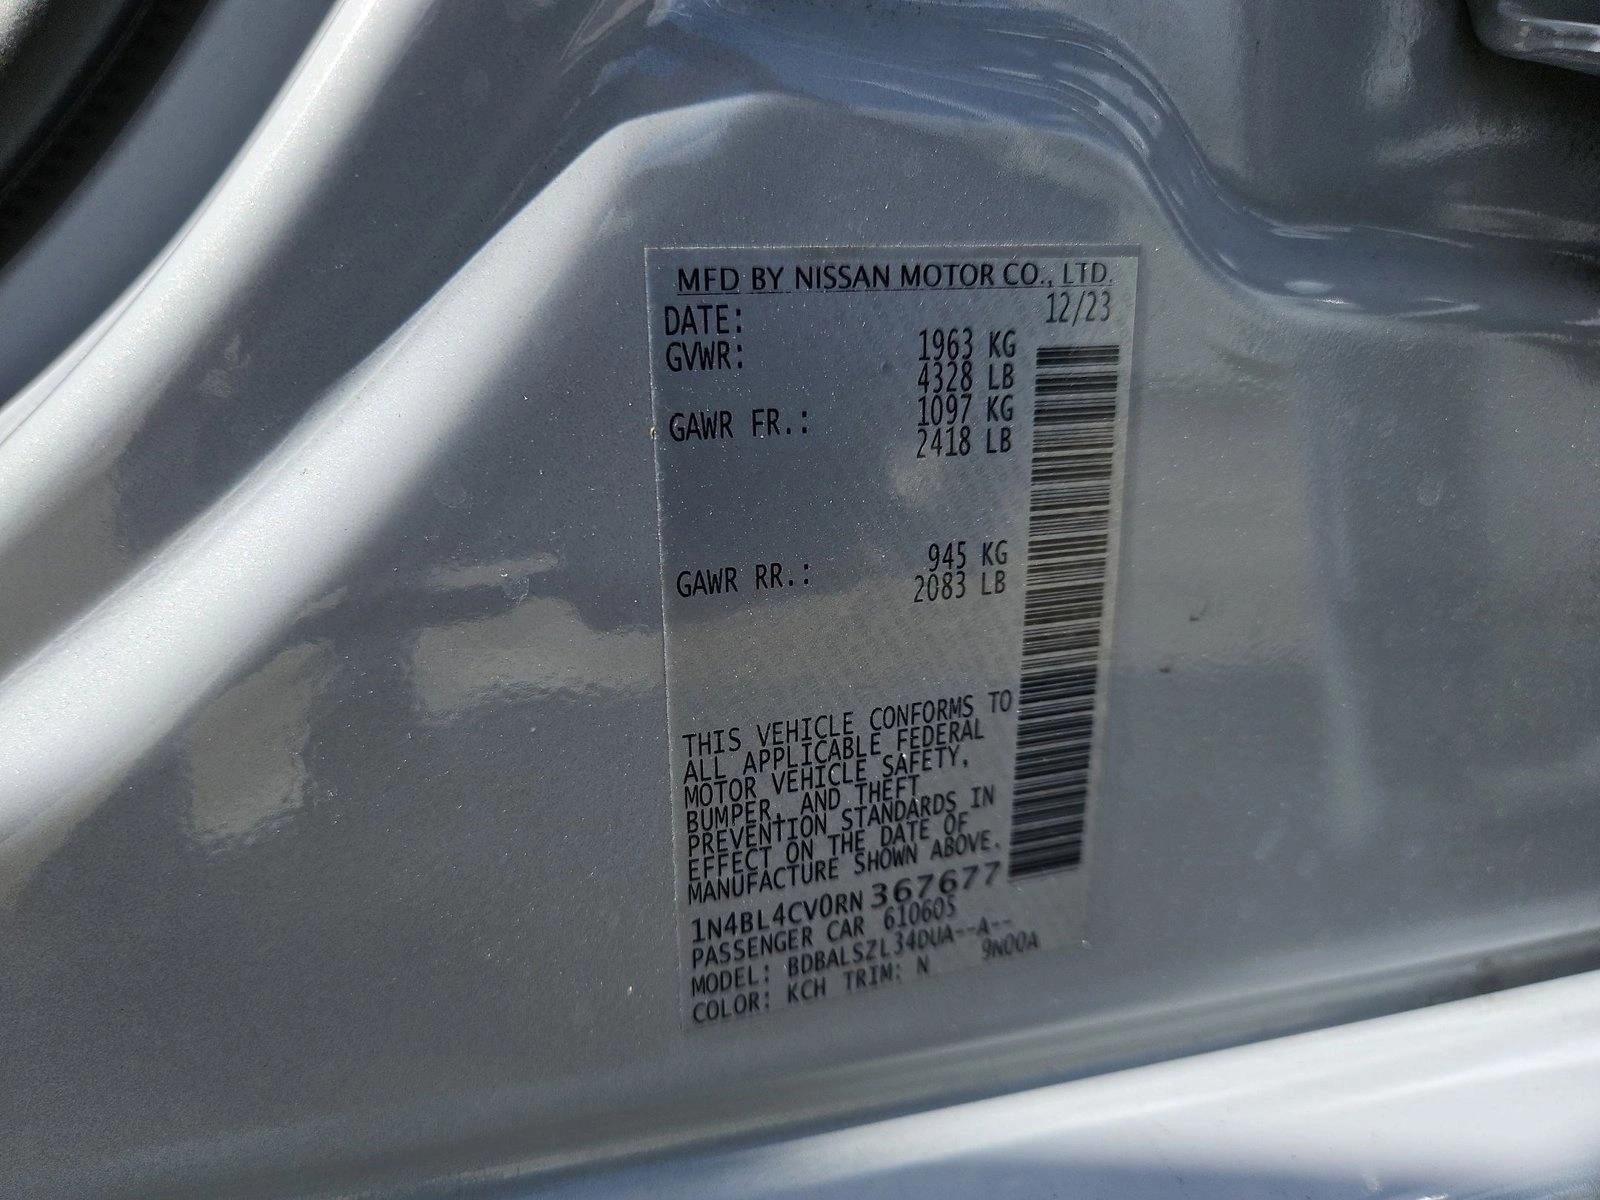 MFD BY NISSAN MOTOR CO., LTD.
DATE: 12/23
GVWR: 1963 KG
4328 LB
GAWR FR.: 1097 KG
2418 LB
GAWR RR.: 945 KG
2083 LB
THIS VEHICLE CONFORMS TO
ALL APPLICABLE FEDERAL
MOTOR VEHICLE SAFETY,
BUMPER, AND THEFT
PREVENTION STANDARDS IN
EFFECT ON THE DATE OF
MANUFACTURE SHOWN ABOVE.
1N4BL4CV0RN367677
PASSENGER CAR 610605
MODEL: BDBALSZL34DUA--A--
COLOR: KCH TRIM: N 9N00A